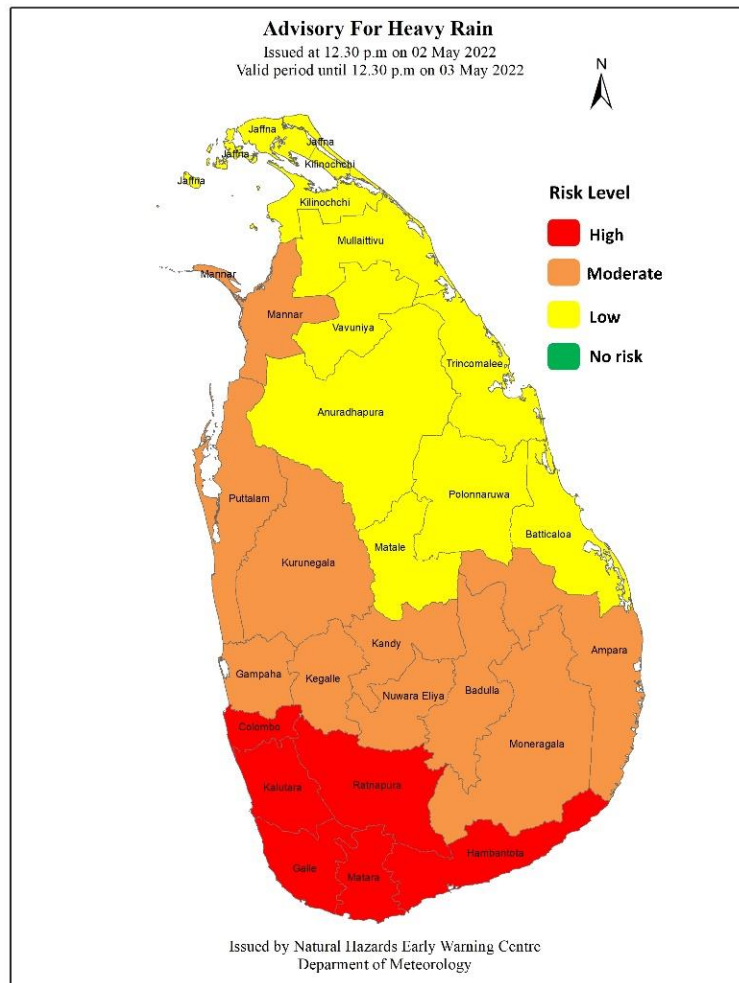 Advisory For Heavy Rain
Issued at 12.30 p.m on 02 May 2022
Valid period until 12.30 p.m on 03 May 2022
N
Jaffna
Jaffna
Jaffna
Kilinochchi
Jaffna
Kilinochchi
Risk Level
High
Mullaittivu
Mannar
Moderate
Mannar
Low
Vavuniya
No risk
Trincomalee
Anuradhapura
Puttalam
Polonnaruwa
Batticaloa
Matale
Kurunegala
Kandy
Ampara
Gampaha
Kegalle
Nuwara Eliya
Badulla
Colombo
Moneragala
Kalutara
Ratnapura
Hambantota
Galle
Matara
Issued by Natural Hazards Early Warning Centre
Deparment of Meteorology